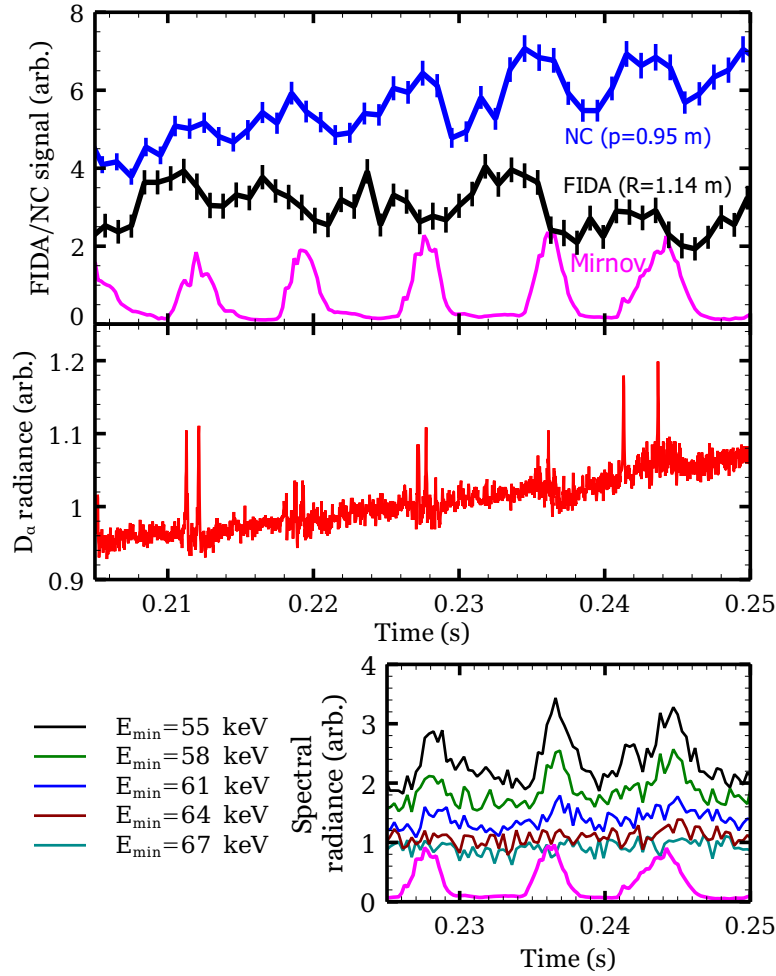 8
6
4
2
0
FIDA/NC signal (arb.)
NC (p=0.95 m)
FIDA (R=1.14 m)
Mirnov
1.2
1.1
1
0.9
Dα radiance (arb.)
0.21 0.22 0.23 0.24 0.25
Time (s)
Emin=55 keV
Emin=58 keV
Emin=61 keV
Emin=64 keV
Emin=67 keV
Spectral
radiance (arb.)
4
3
2
1
0
0.23 0.24 0.25
Time (s)